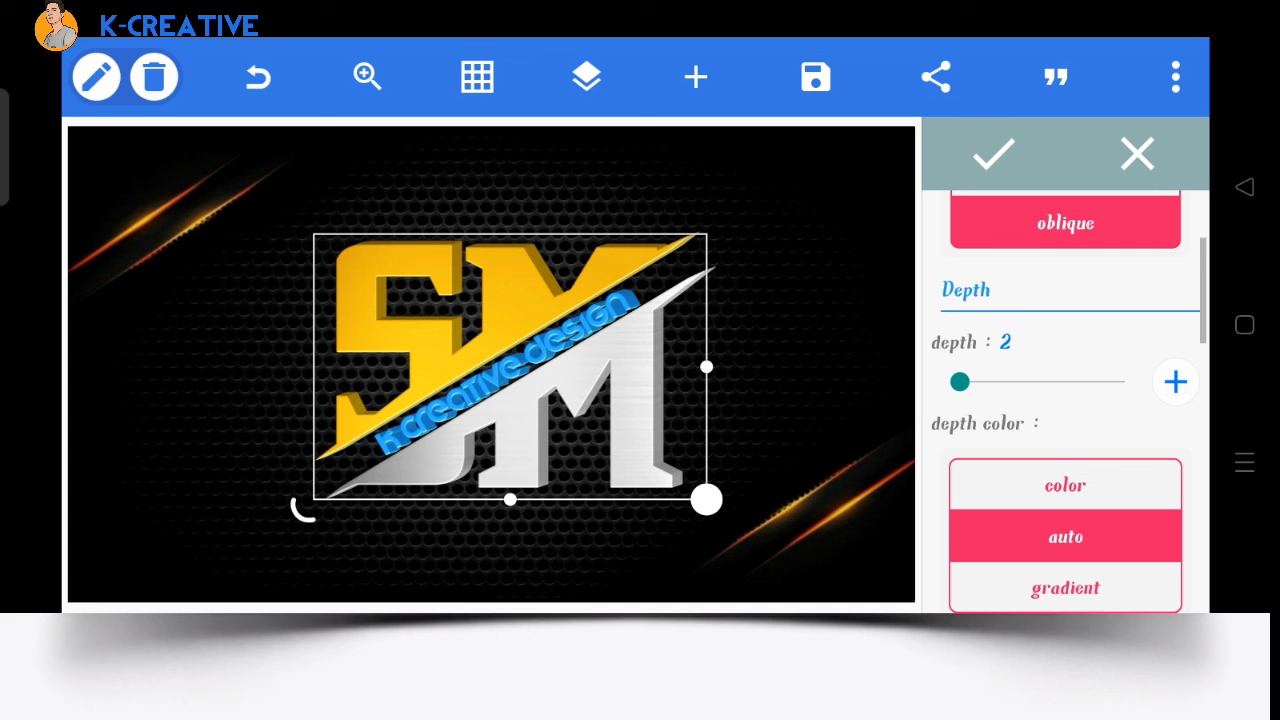 K-CREATIVE
oblique
Depth
depth : 2
depth color :
color
auto
gradient
SM
K creative design